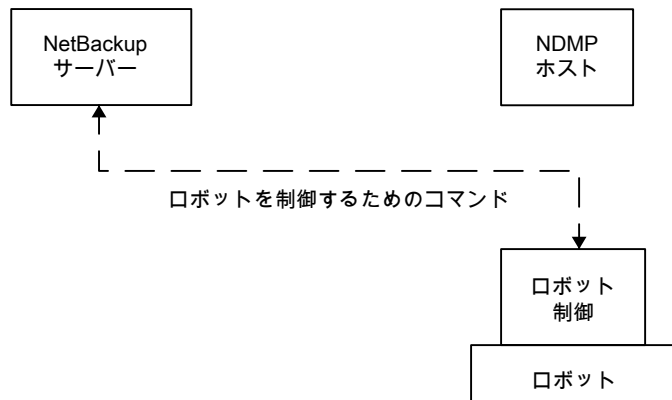 NetBackup
サーバー
NDMP
ホスト
ロボットを制御するためのコマンド
ロボット
制御
ロボット